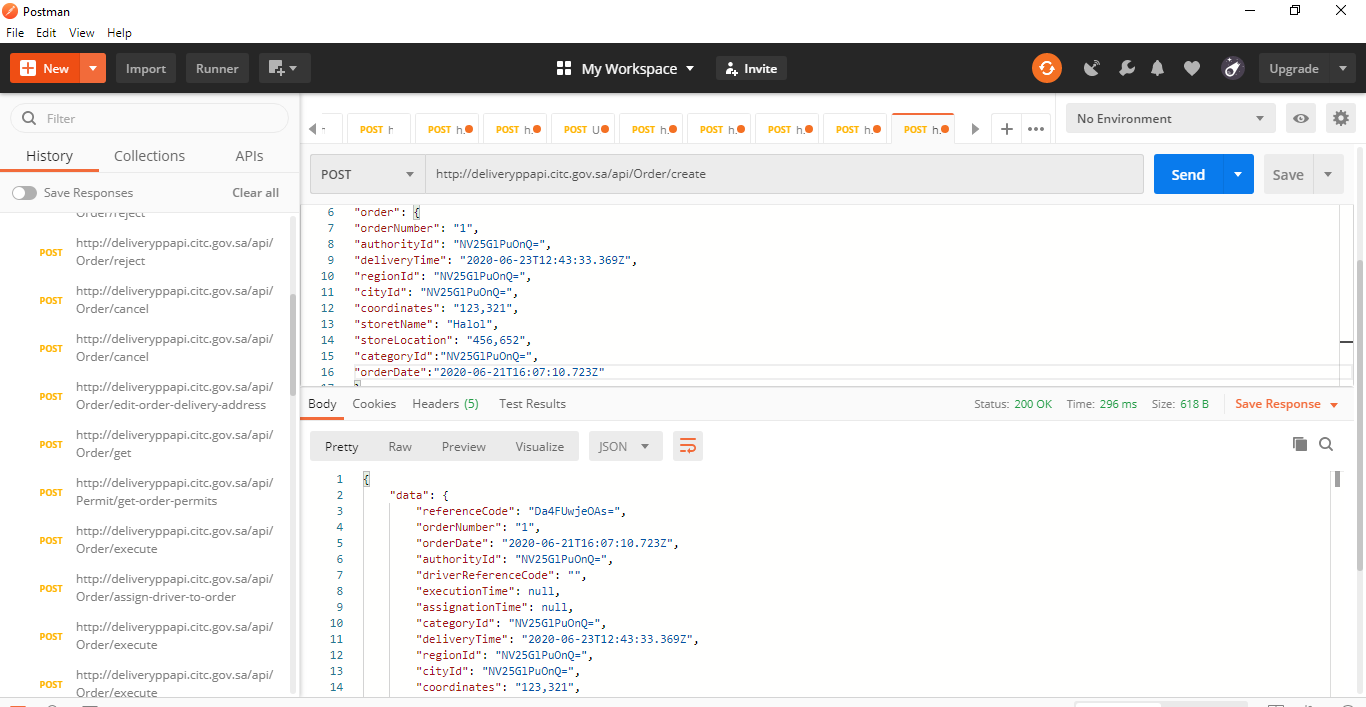 Postman
File Edit View Help
New Import Runner My Workspace Invite Upgrade
Filter
History Collections APIs
Save Responses Clear all
Order/reject
POST http://deliveryppapi.citc.gov.sa/api/
Order/reject
POST http://deliveryppapi.citc.gov.sa/api/
Order/cancel
POST http://deliveryppapi.citc.gov.sa/api/
Order/cancel
POST http://deliveryppapi.citc.gov.sa/api/
Order/edit-order-delivery-address
POST http://deliveryppapi.citc.gov.sa/api/
Order/get
POST http://deliveryppapi.citc.gov.sa/api/
Permit/get-order-permits
POST http://deliveryppapi.citc.gov.sa/api/
Order/execute
POST http://deliveryppapi.citc.gov.sa/api/
Order/assign-driver-to-order
POST http://deliveryppapi.citc.gov.sa/api/
Order/execute
POST http://deliveryppapi.citc.gov.sa/api/
Order/execute
POST h POST h. POST h. POST U POST h. POST h. POST h. POST h. POST h.
No Environment
POST http://deliveryppapi.citc.gov.sa/api/Order/create Send Save
6 "order": {
7 "orderNumber": "1",
8 "authorityId": "NV25GlPuOnQ=",
9 "deliveryTime": "2020-06-23T12:43:33.369Z",
10 "regionId": "NV25GlPuOnQ=",
11 "cityId": "NV25GlPuOnQ=",
12 "coordinates": "123,321",
13 "storetName": "Halol",
14 "storeLocation": "456,652",
15 "categoryId":"NV25GlPuOnQ=",
16 "orderDate":"2020-06-21T16:07:10.723Z"
17 }
Body Cookies Headers (5) Test Results Status: 200 OK Time: 296 ms Size: 618 B Save Response
Pretty Raw Preview Visualize JSON
1 {
2 "data": {
3 "referenceCode": "Da4FUwjeOAs=",
4 "orderNumber": "1",
5 "orderDate": "2020-06-21T16:07:10.723Z",
6 "authorityId": "NV25GlPuOnQ=",
7 "driverReferenceCode": "",
8 "executionTime": null,
9 "assignationTime": null,
10 "categoryId": "NV25GlPuOnQ=",
11 "deliveryTime": "2020-06-23T12:43:33.369Z",
12 "regionId": "NV25GlPuOnQ=",
13 "cityId": "NV25GlPuOnQ=",
14 "coordinates": "123,321",